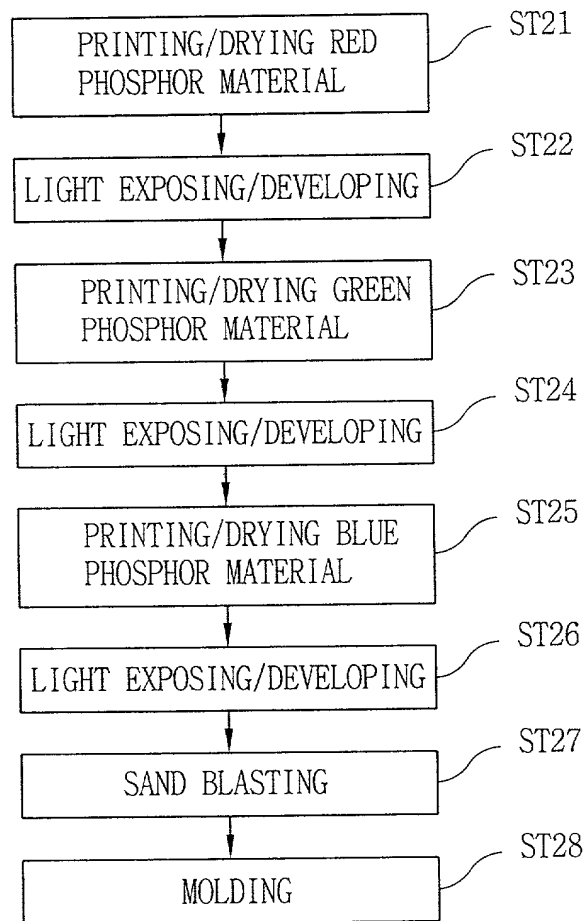 PRINTING/DRYING RED
PHOSPHOR MATERIAL
ST21
LIGHT EXPOSING/DEVELOPING
ST22
PRINTING/DRYING GREEN
PHOSPHOR MATERIAL
ST23
LIGHT EXPOSING/DEVELOPING
ST24
PRINTING/DRYING BLUE
PHOSPHOR MATERIAL
ST25
LIGHT EXPOSING/DEVELOPING
ST26
SAND BLASTING
ST27
MOLDING
ST28